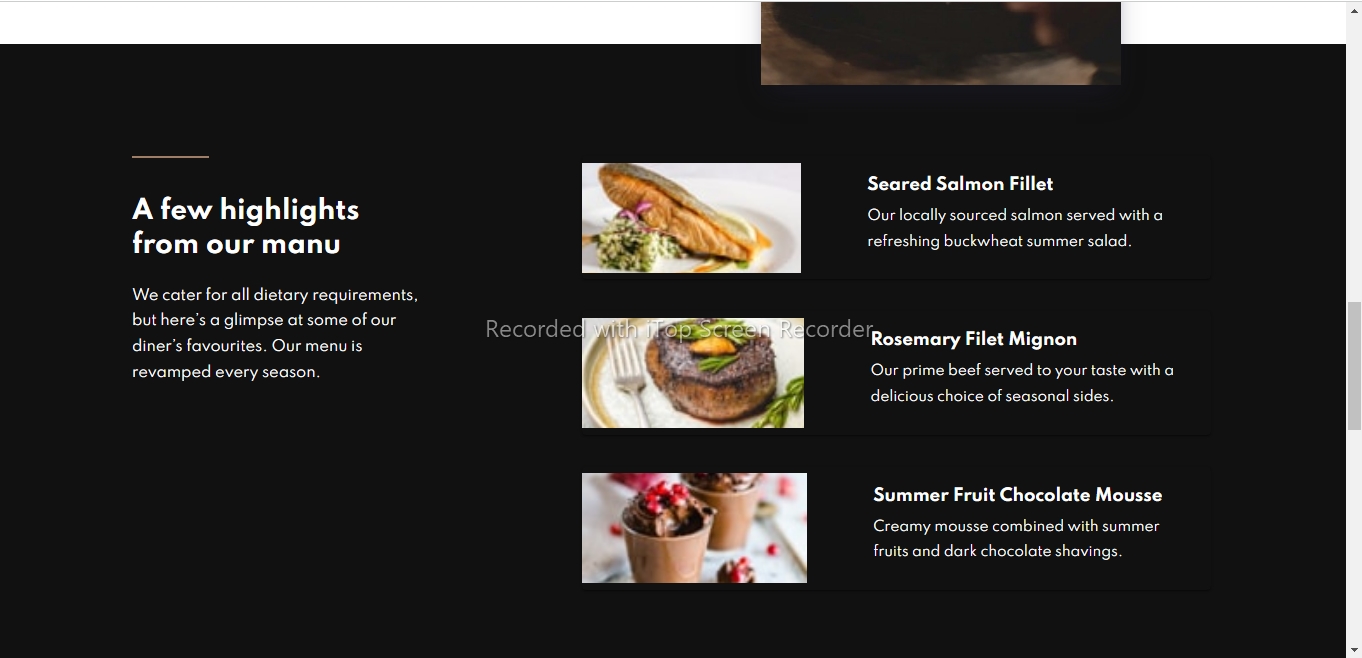 A few highlights
from our manu
We cater for all dietary requirements,
but here’s a glimpse at some of our
diner’s favourites. Our menu is
revamped every season.
Seared Salmon Fillet
Our locally sourced salmon served with a
refreshing buckwheat summer salad.
Recorded with iTop Screen Recorder
Rosemary Filet Mignon
Our prime beef served to your taste with a
delicious choice of seasonal sides.
Summer Fruit Chocolate Mousse
Creamy mousse combined with summer
fruits and dark chocolate shavings.